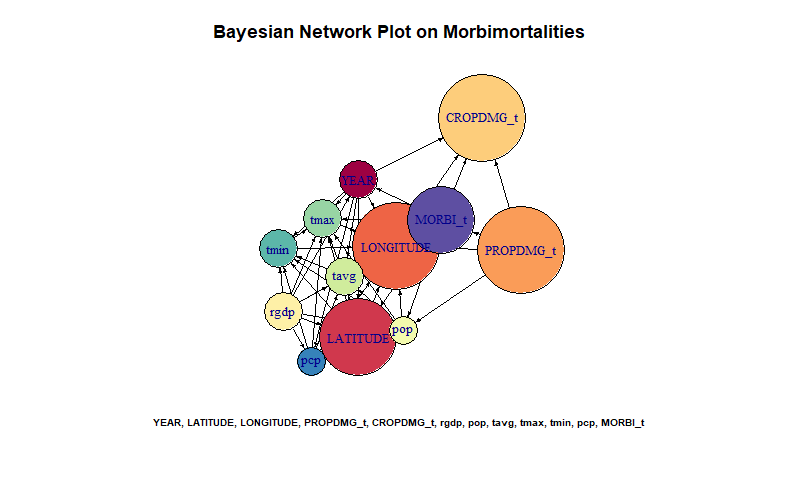 Bayesian Network Plot on Morbimortalities
CROPDMG_t
YEAR
tmax
MORBI_t
tmin
LONGITUDE
PROPDMG_t
tavg
rgdp
LATITUDE
pop
pcp
YEAR, LATITUDE, LONGITUDE, PROPDMG_t, CROPDMG_t, rgdp, pop, tavg, tmax, tmin, pcp, MORBI_t